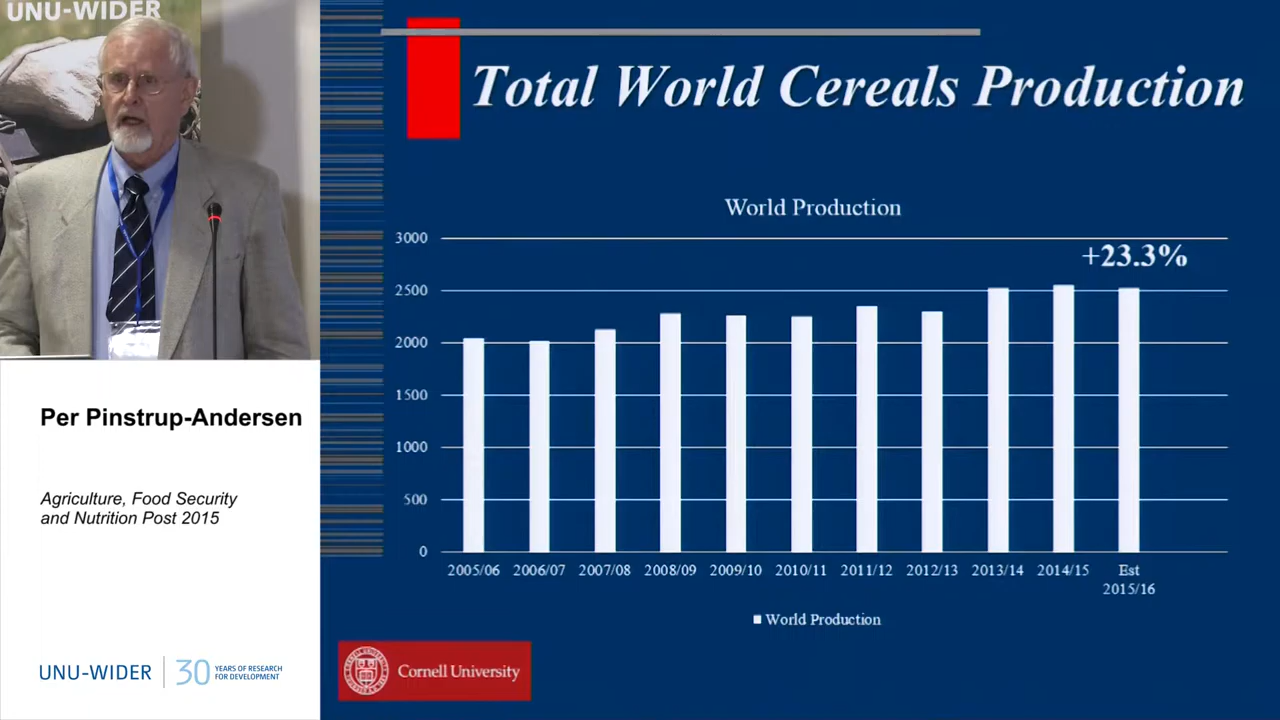 UNU-WIDER
Total World Cereals Production
World Production
3000
+23.3%
2500
2000
1500
1000
500
0
2005/06 2006/07 2007/08 2008/09 2009/10 2010/11 2011/12 2012/13 2013/14 2014/15 Est
2015/16
World Production
Cornell University
Per Pinstrup-Andersen
Agriculture, Food Security
and Nutrition Post 2015
UNU-WIDER
30 YEARS OF RESEARCH
FOR DEVELOPMENT